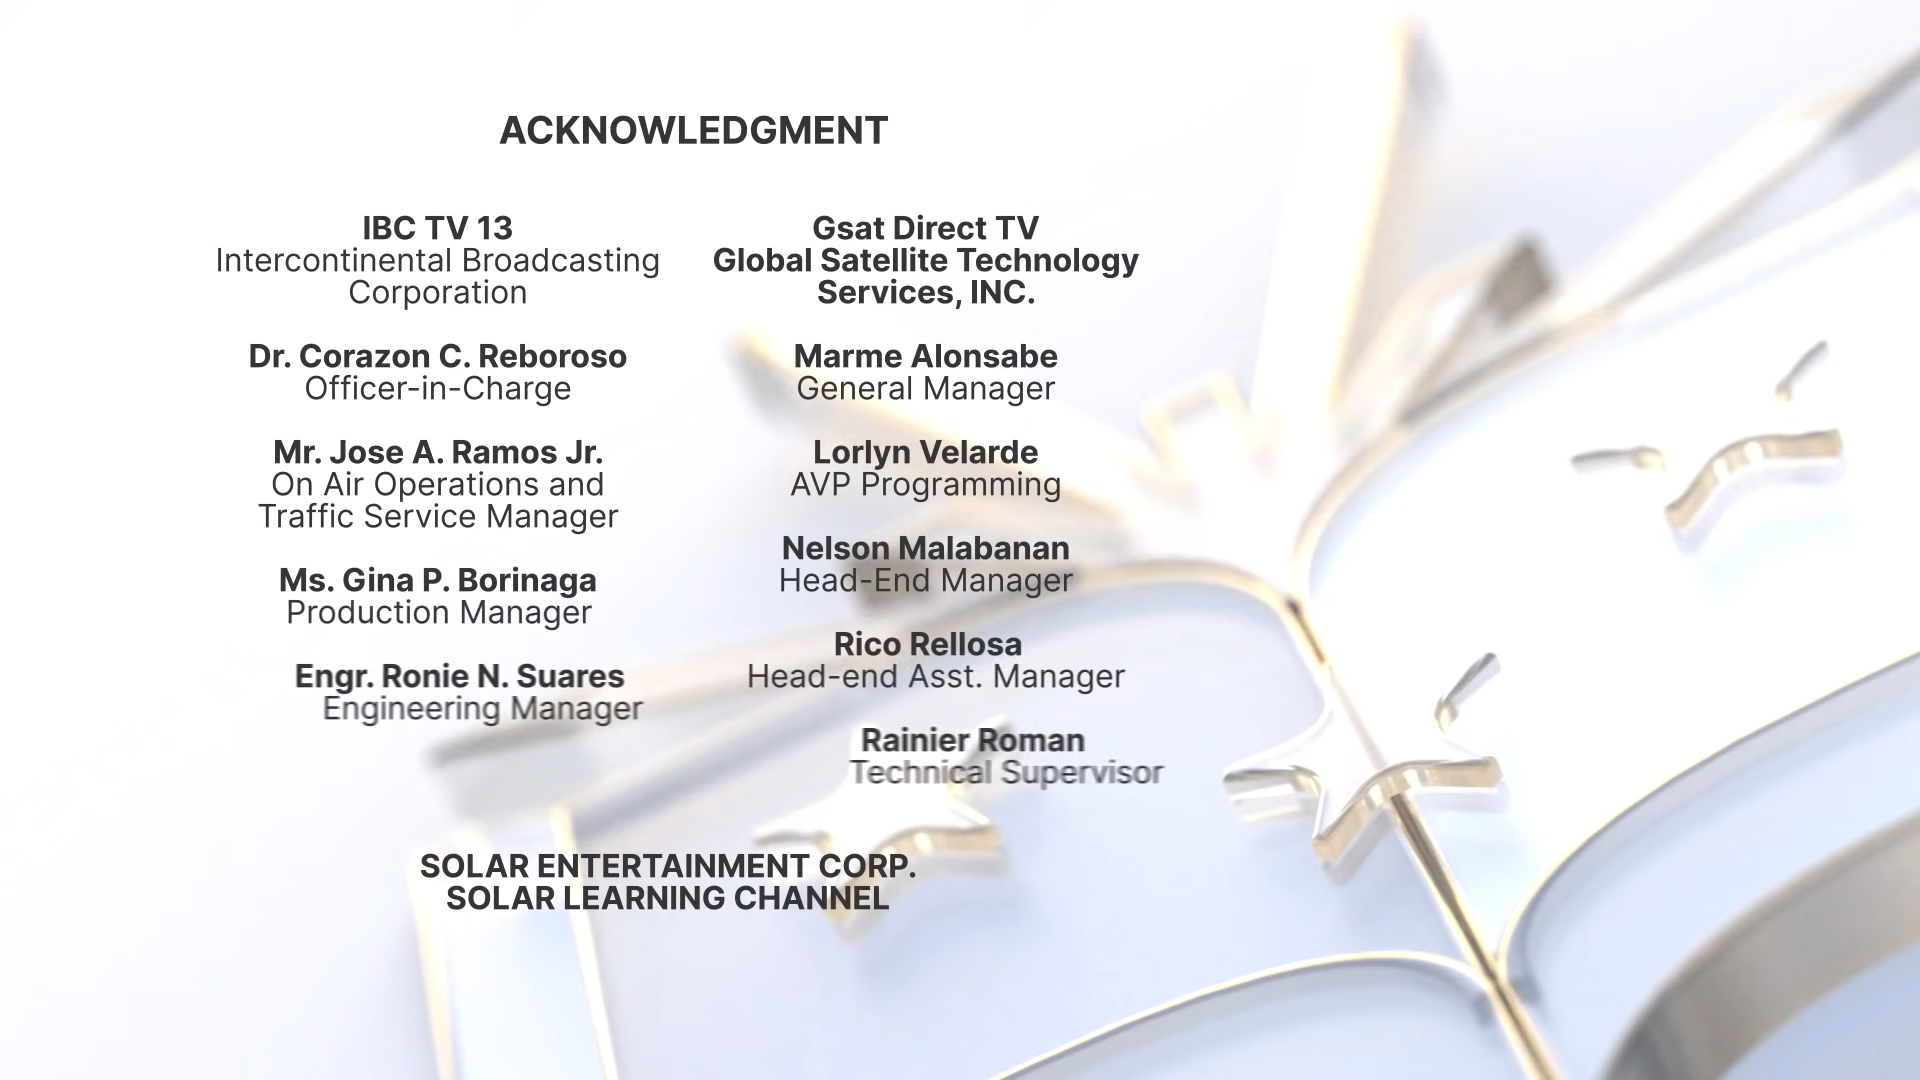 ACKNOWLEDGMENT
IBC TV 13
Intercontinental Broadcasting
Corporation
Dr. Corazon C. Reboroso
Officer-in-Charge
Mr. Jose A. Ramos Jr.
On Air Operations and
Traffic Service Manager
Ms. Gina P. Borinaga
Production Manager
Engr. Ronie N. Suares
Engineering Manager
Gsat Direct TV
Global Satellite Technology
Services, INC.
Marme Alonsabe
General Manager
Lorlyn Velarde
AVP Programming
Nelson Malabanan
Head-End Manager
Rico Rellosa
Head-end Asst. Manager
Rainier Roman
Technical Supervisor
SOLAR ENTERTAINMENT CORP.
SOLAR LEARNING CHANNEL